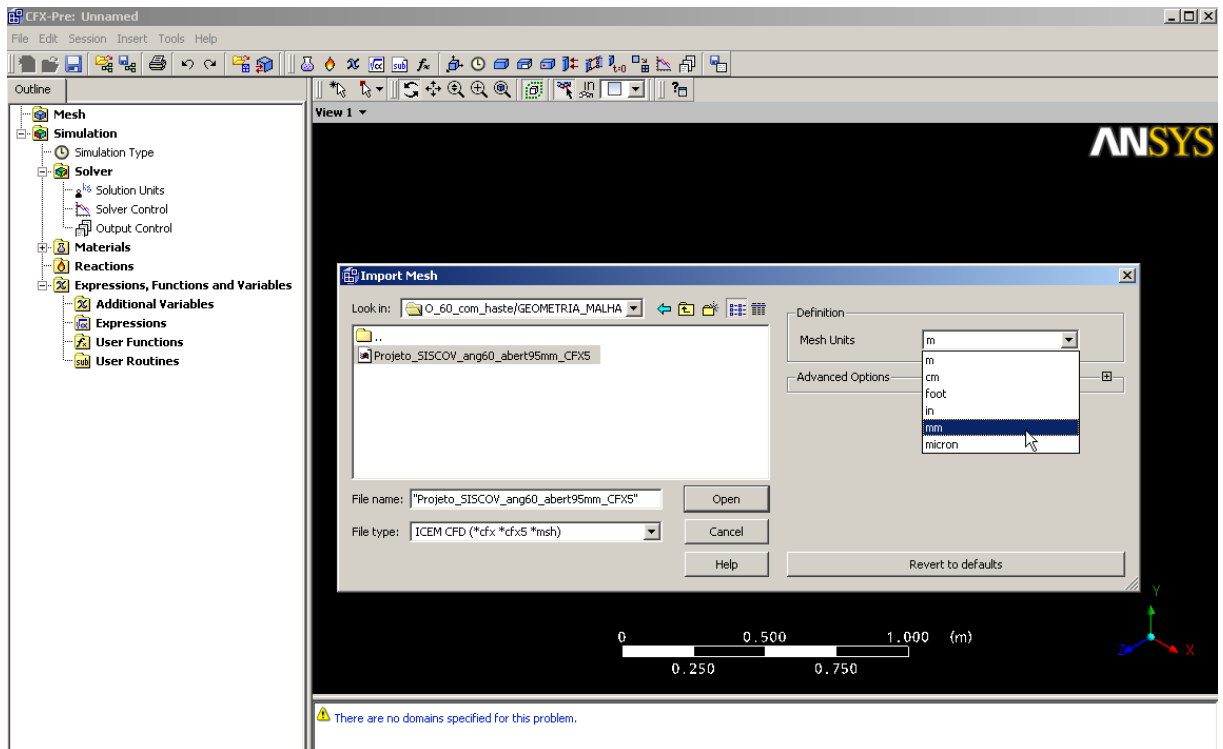 CFX-Pre: Unnamed
File Edit Session Insert Tools Help
Outline
Mesh
Simulation
Simulation Type
Solver
Solution Units
Solver Control
Output Control
Materials
Reactions
Expressions, Functions and Variables
Additional Variables
Expressions
User Functions
User Routines
View 1
ANSYS
Import Mesh
Look in: O_60_com_haste/GEOMETRIA_MALHA
..
Projeto_SISCOV_ang60_abert95mm_CFX5
File name: "Projeto_SISCOV_ang60_abert95mm_CFX5"
Open
File type: ICEM CFD (*cfx *cfx5 *msh)
Cancel
Help
Definition
Mesh Units m
m
cm
foot
in
mm
micron
Advanced Options
Revert to defaults
0 0.500 1.000 (m)
0.250 0.750
Y
Z X
There are no domains specified for this problem.